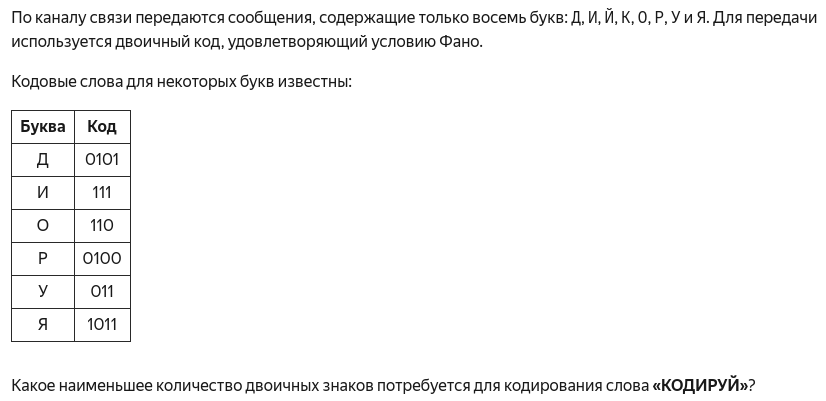 По каналу связи передаются сообщения, содержащие только восемь букв: Д, И, Й, К, О, Р, У и Я. Для передачи
используется двоичный код, удовлетворяющий условию Фано.
Кодовые слова для некоторых букв известны:
Буква Код
Д 0101
И 111
О 110
Р 0100
У 011
Я 1011
Какое наименьшее количество двоичных знаков потребуется для кодирования слова «КОДИРУЙ»?